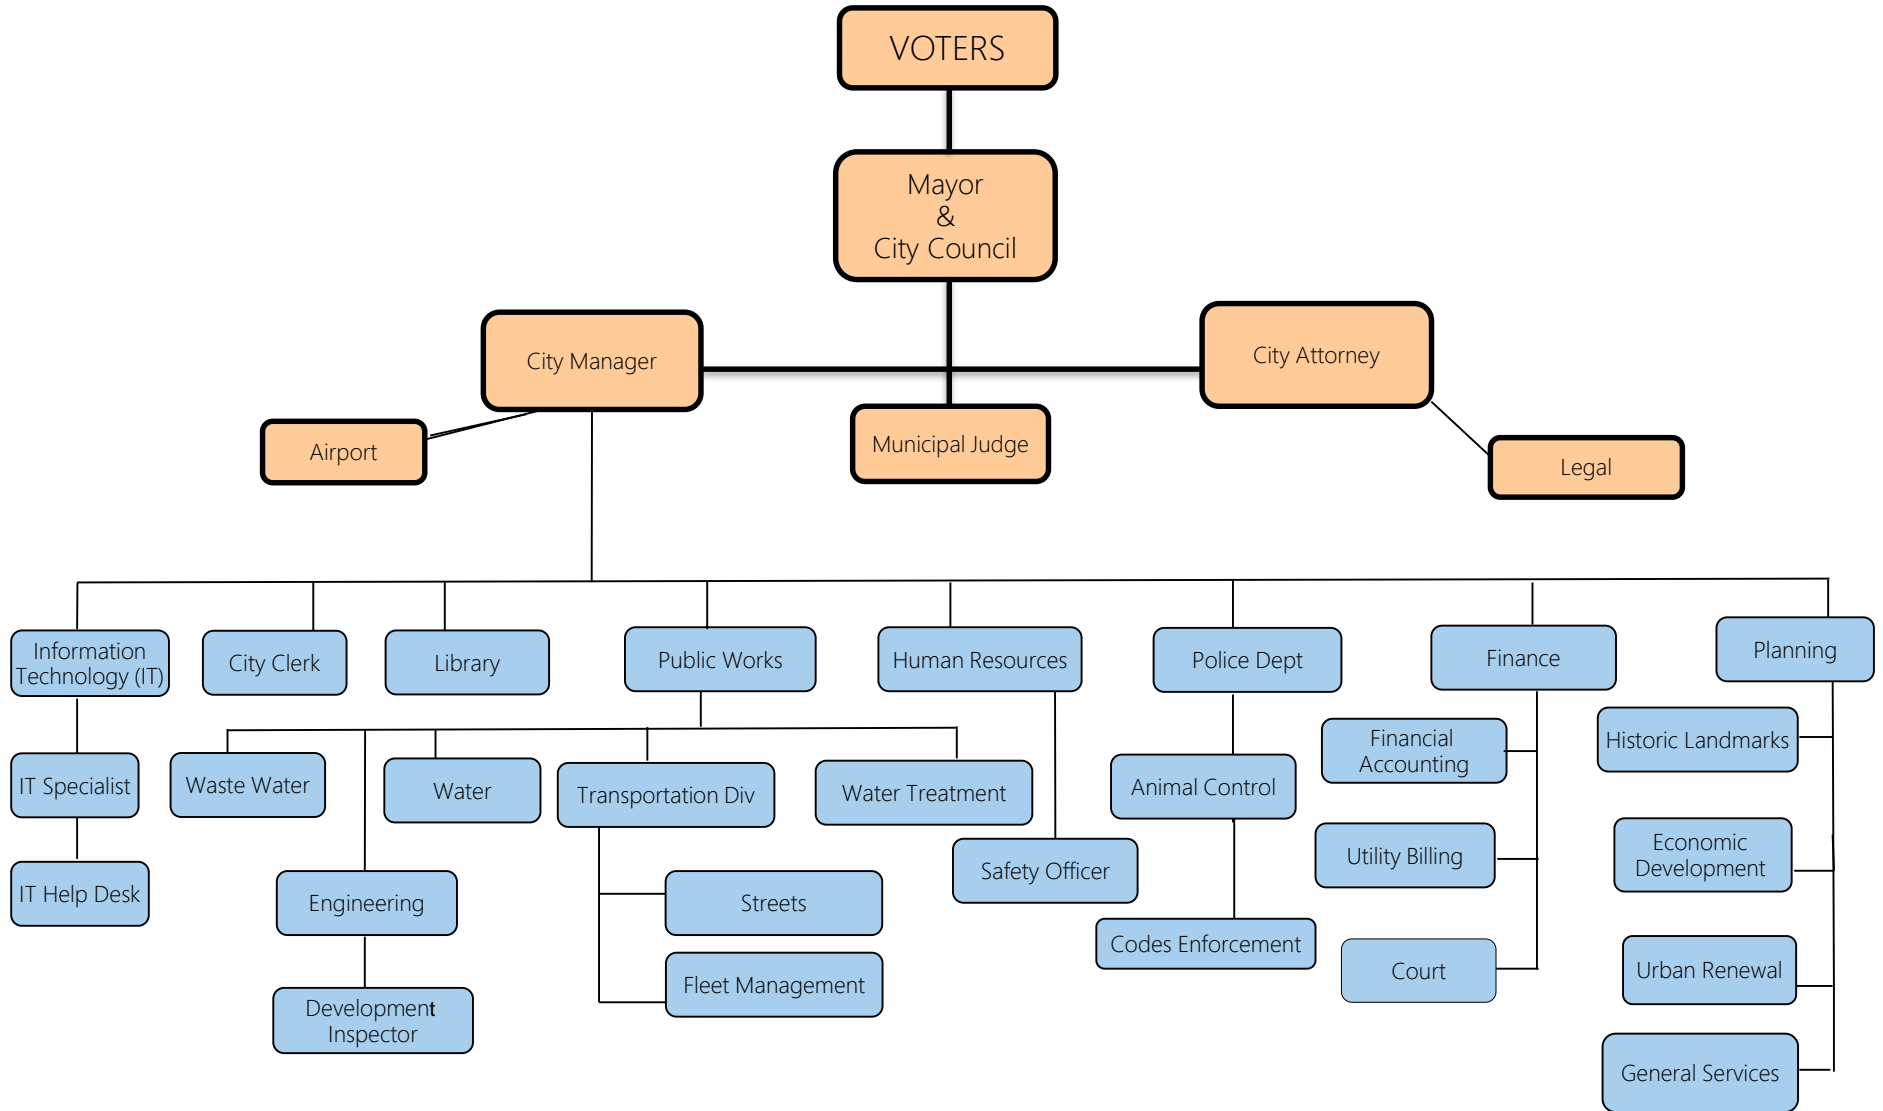 VOTERS
Mayor
&
City Council
City Manager
City Attorney
Airport
Municipal Judge
Legal
Information
Technology (IT)
City Clerk
Library
Public Works
Human Resources
Police Dept
Finance
Planning
IT Specialist
Waste Water
Water
Transportation Div
Water Treatment
Animal Control
Financial
Accounting
Historic Landmarks
IT Help Desk
Engineering
Streets
Safety Officer
Utility Billing
Economic
Development
Codes Enforcement
Court
Urban Renewal
Fleet Management
Development
Inspector
General Services